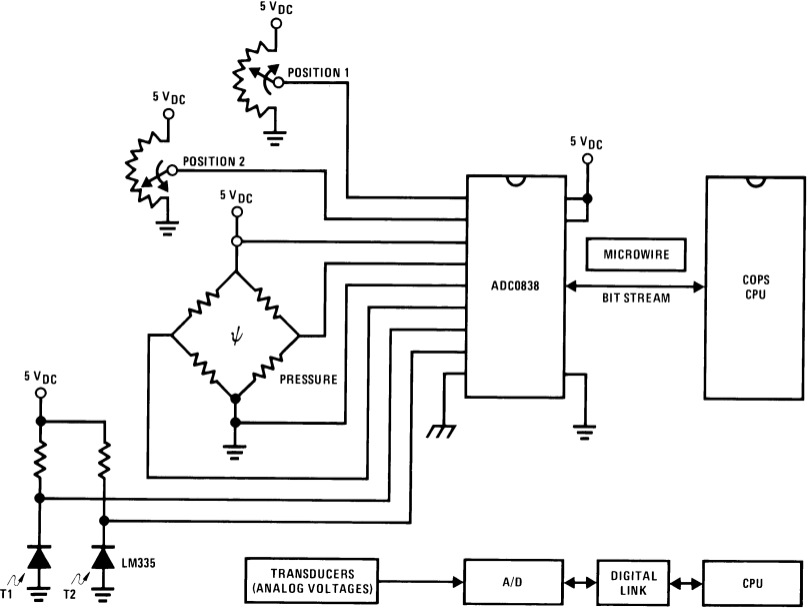 5 VDC
POSITION 1
5 VDC
POSITION 2
5 VDC
5 VDC
MICROWIRE
ADC0838
BIT STREAM
COPS
CPU
ψ
PRESSURE
5 VDC
T1
T2
LM335
TRANSDUCERS
(ANALOG VOLTAGES)
A/D
DIGITAL
LINK
CPU